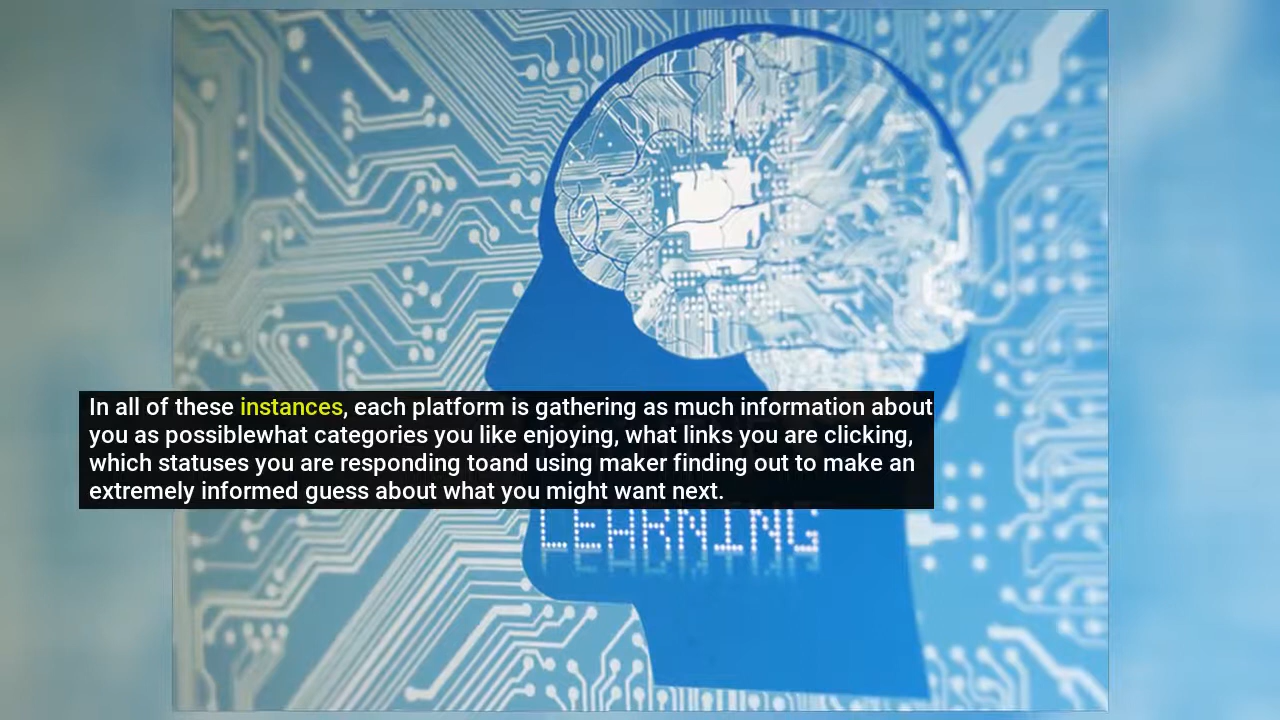 In all of these instances, each platform is gathering as much information about
you as possiblewhat categories you like enjoying, what links you are clicking,
which statuses you are responding toand using maker finding out to make an
extremely informed guess about what you might want next.
LEARNING